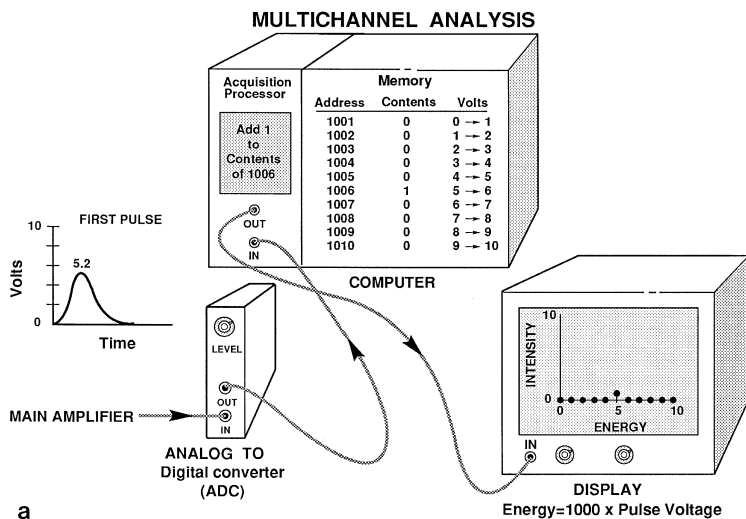 MULTICHANNEL ANALYSIS
Acquisition
Processor
Add 1
to
Contents
of 1006
OUT
IN
Memory
Address Contents Volts
1001 0 0 → 1
1002 0 1 → 2
1003 0 2 → 3
1004 0 3 → 4
1005 0 4 → 5
1006 1 5 → 6
1007 0 6 → 7
1008 0 7 → 8
1009 0 8 → 9
1010 0 9 → 10
COMPUTER
FIRST PULSE
10
5.2
Volts
0
Time
LEVEL
OUT
IN
MAIN AMPLIFIER
ANALOG TO
Digital converter
(ADC)
10
INTENSITY
0
0 5 10
ENERGY
IN
DISPLAY
Energy=1000 x Pulse Voltage
a